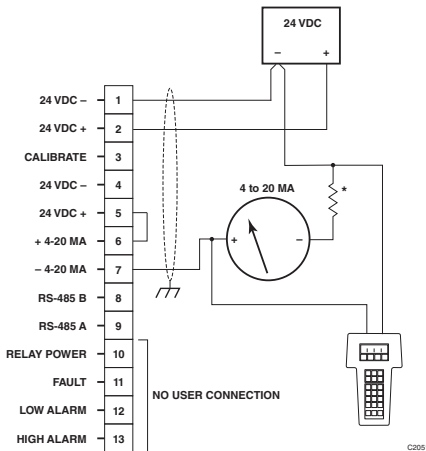 24 VDC
– +
24 VDC – 1
24 VDC + 2
CALIBRATE 3
24 VDC – 4
24 VDC + 5
+ 4-20 MA 6
– 4-20 MA 7
RS-485 B 8
RS-485 A 9
RELAY POWER 10
FAULT 11
LOW ALARM 12
HIGH ALARM 13
4 to 20 MA
+ –
*
NO USER CONNECTION
C205